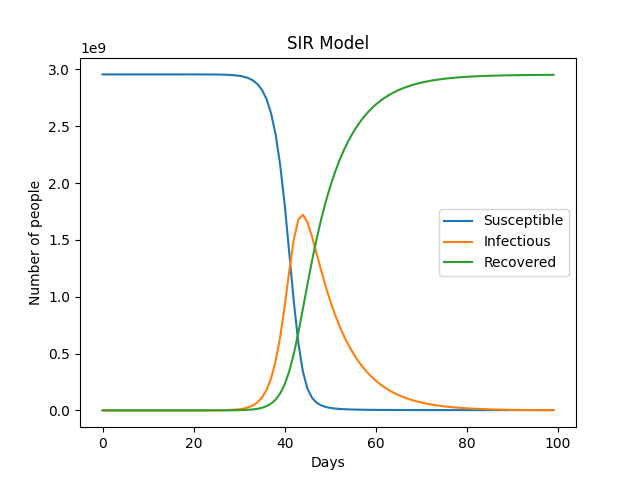 SIR Model
1e9
3.0
2.5
2.0
1.5
1.0
0.5
0.0
Number of people
Susceptible
Infectious
Recovered
0 20 40 60 80 100
Days